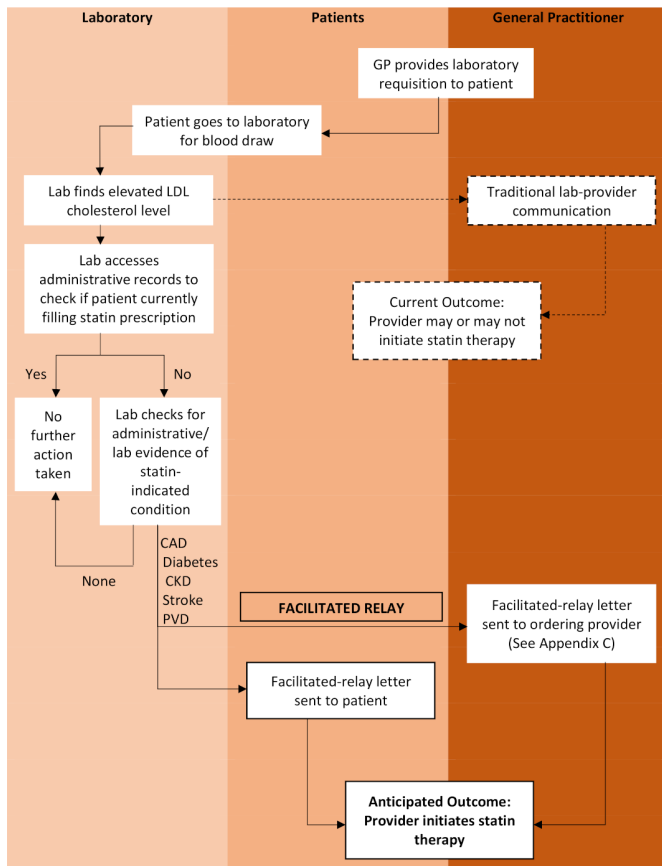 Laboratory
Patients
General Practitioner
GP provides laboratory
requisition to patient
Patient goes to laboratory
for blood draw
Lab finds elevated LDL
cholesterol level
Traditional lab-provider
communication
Lab accesses
administrative records to
check if patient currently
filling statin prescription
Current Outcome:
Provider may or may not
initiate statin therapy
Yes
No
No
further
action
taken
Lab checks for
administrative/
lab evidence of
statin-
indicated
condition
None
CAD
Diabetes
CKD
Stroke
PVD
FACILITATED RELAY
Facilitated-relay letter
sent to ordering provider
(See Appendix C)
Facilitated-relay letter
sent to patient
Anticipated Outcome:
Provider initiates statin
therapy